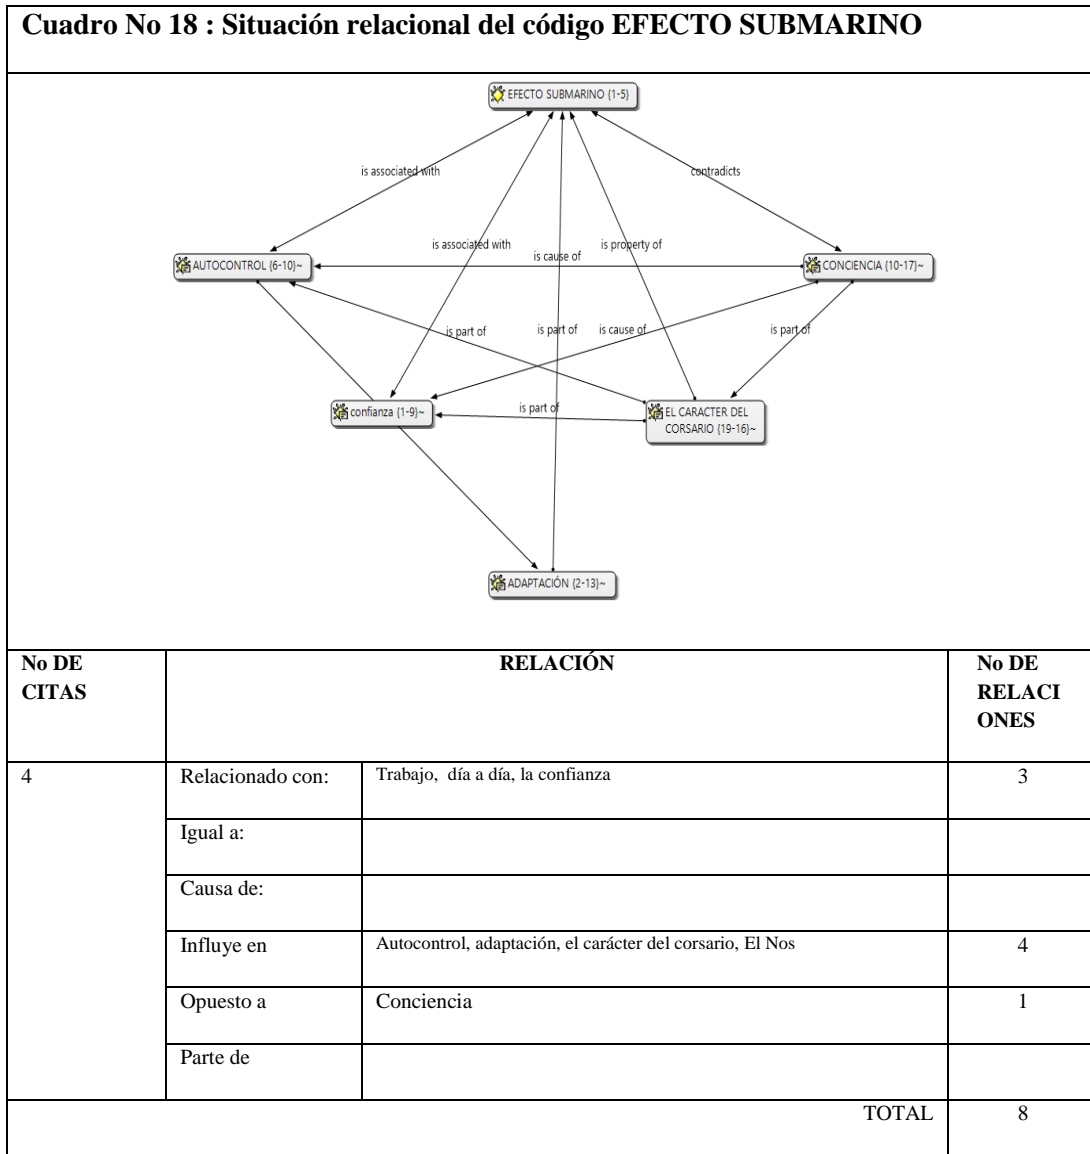 Cuadro No 18 : Situación relacional del código EFECTO SUBMARINO
EFECTO SUBMARINO {1-5}
is associated with
contradicts
is associated with
is property of
is cause of
AUTOCONTROL {6-10}~
CONCIENCIA {10-17}~
is part of
is part of
is cause of
is part of
confianza {1-9}~
is part of
EL CARACTER DEL
CORSARIO {19-16}~
ADAPTACIÓN {2-13}~
No DE
CITAS
RELACIÓN
No DE
RELACI
ONES
4
Relacionado con:
Trabajo, día a día, la confianza
3
Igual a:
Causa de:
Influye en
Autocontrol, adaptación, el carácter del corsario, El Nos
4
Opuesto a
Conciencia
1
Parte de
TOTAL
8